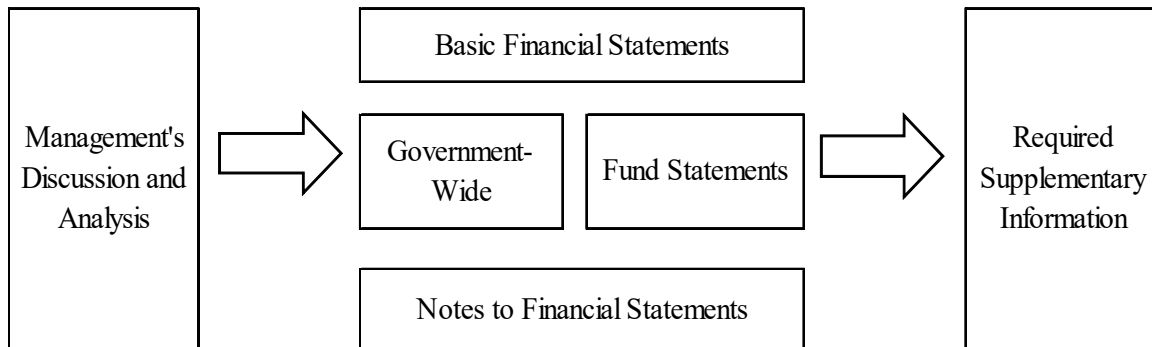 Management's
Discussion and
Analysis
Basic Financial Statements
Government-
Wide
Fund Statements
Notes to Financial Statements
Required
Supplementary
Information